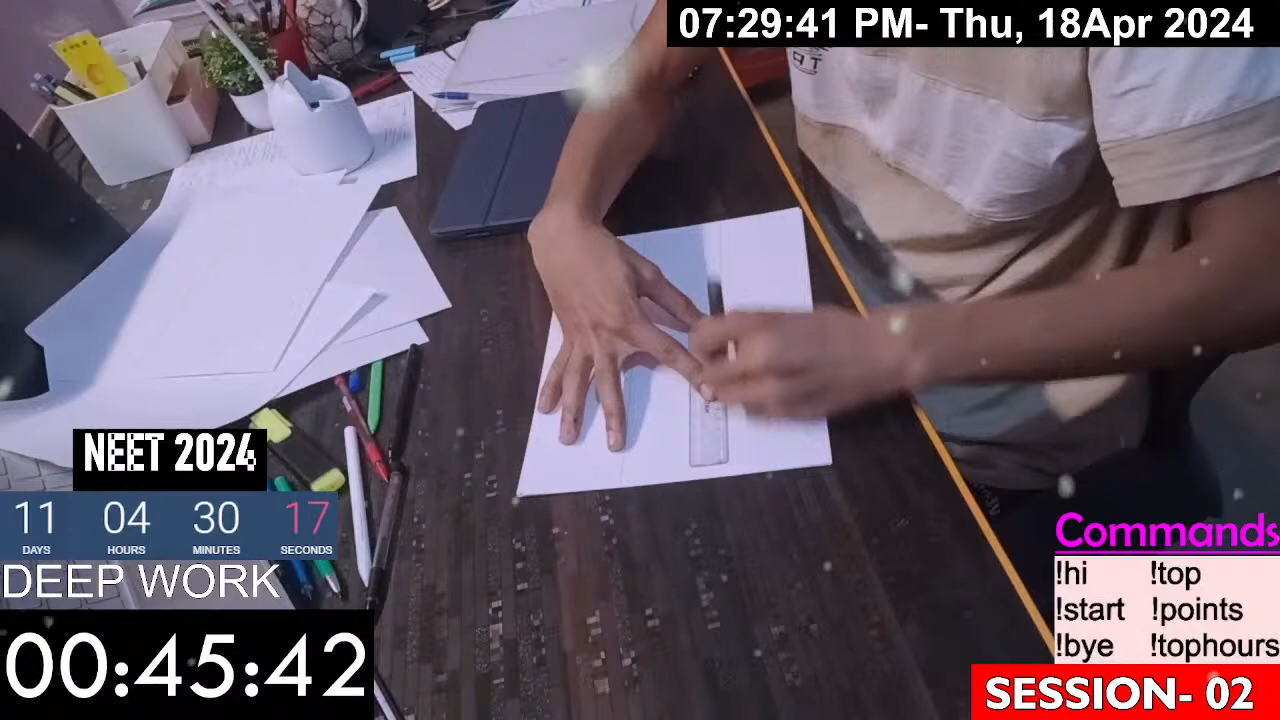 07:29:41 PM- Thu, 18Apr 2024
NEET 2024
11 04 30 17
DAYS HOURS MINUTES SECONDS
DEEP WORK
00:45:42
Commands
!hi !top
!start !points
!bye !tophours
SESSION- 02